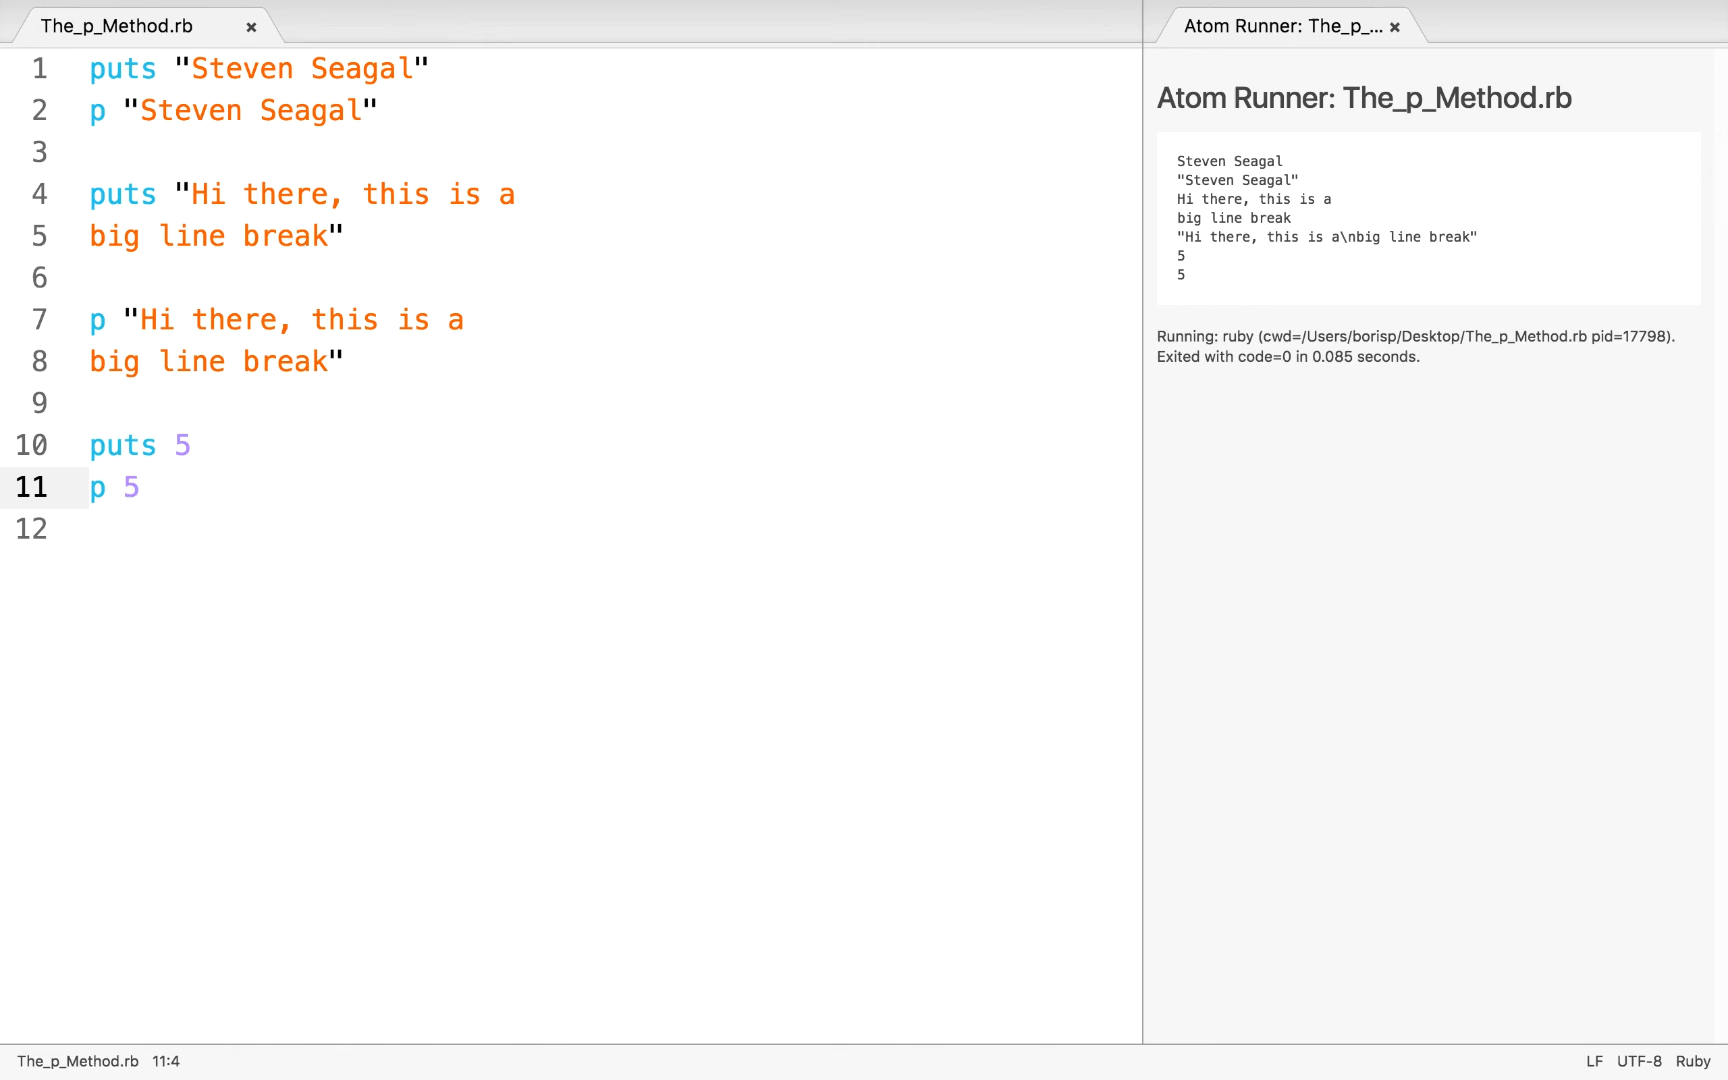 The_p_Method.rb ×
1 puts "Steven Seagal"
2 p "Steven Seagal"
3
4 puts "Hi there, this is a
5 big line break"
6
7 p "Hi there, this is a
8 big line break"
9
10 puts 5
11 p 5
12
Atom Runner: The_p_... ×
Atom Runner: The_p_Method.rb
Steven Seagal
"Steven Seagal"
Hi there, this is a
big line break
"Hi there, this is a\nbig line break"
5
5
Running: ruby (cwd=/Users/borisp/Desktop/The_p_Method.rb pid=17798).
Exited with code=0 in 0.085 seconds.
The_p_Method.rb 11:4
LF UTF-8 Ruby